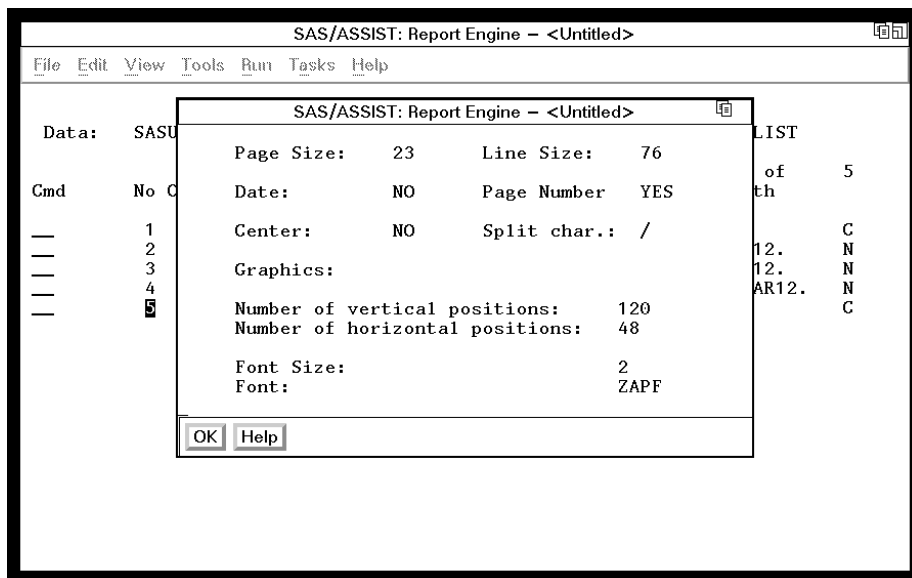 SAS/ASSIST: Report Engine – <Untitled>
File Edit View Tools Run Tasks Help
Data: SASU LIST
of 5
Cmd No C th
1 C
2 12. N
3 12. N
4 AR12. N
5 C
SAS/ASSIST: Report Engine – <Untitled>
Page Size: 23 Line Size: 76
Date: NO Page Number YES
Center: NO Split char.: /
Graphics:
Number of vertical positions: 120
Number of horizontal positions: 48
Font Size: 2
Font: ZAPF
OK Help